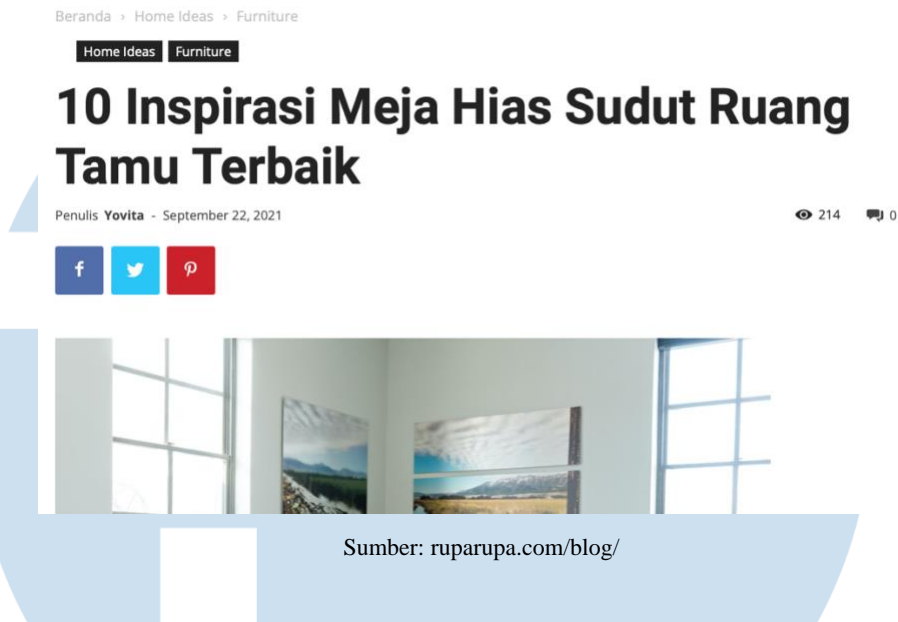 Beranda › Home Ideas › Furniture
Home Ideas Furniture
10 Inspirasi Meja Hias Sudut Ruang
Tamu Terbaik
Penulis Yovita - September 22, 2021 214 0
Sumber: ruparupa.com/blog/